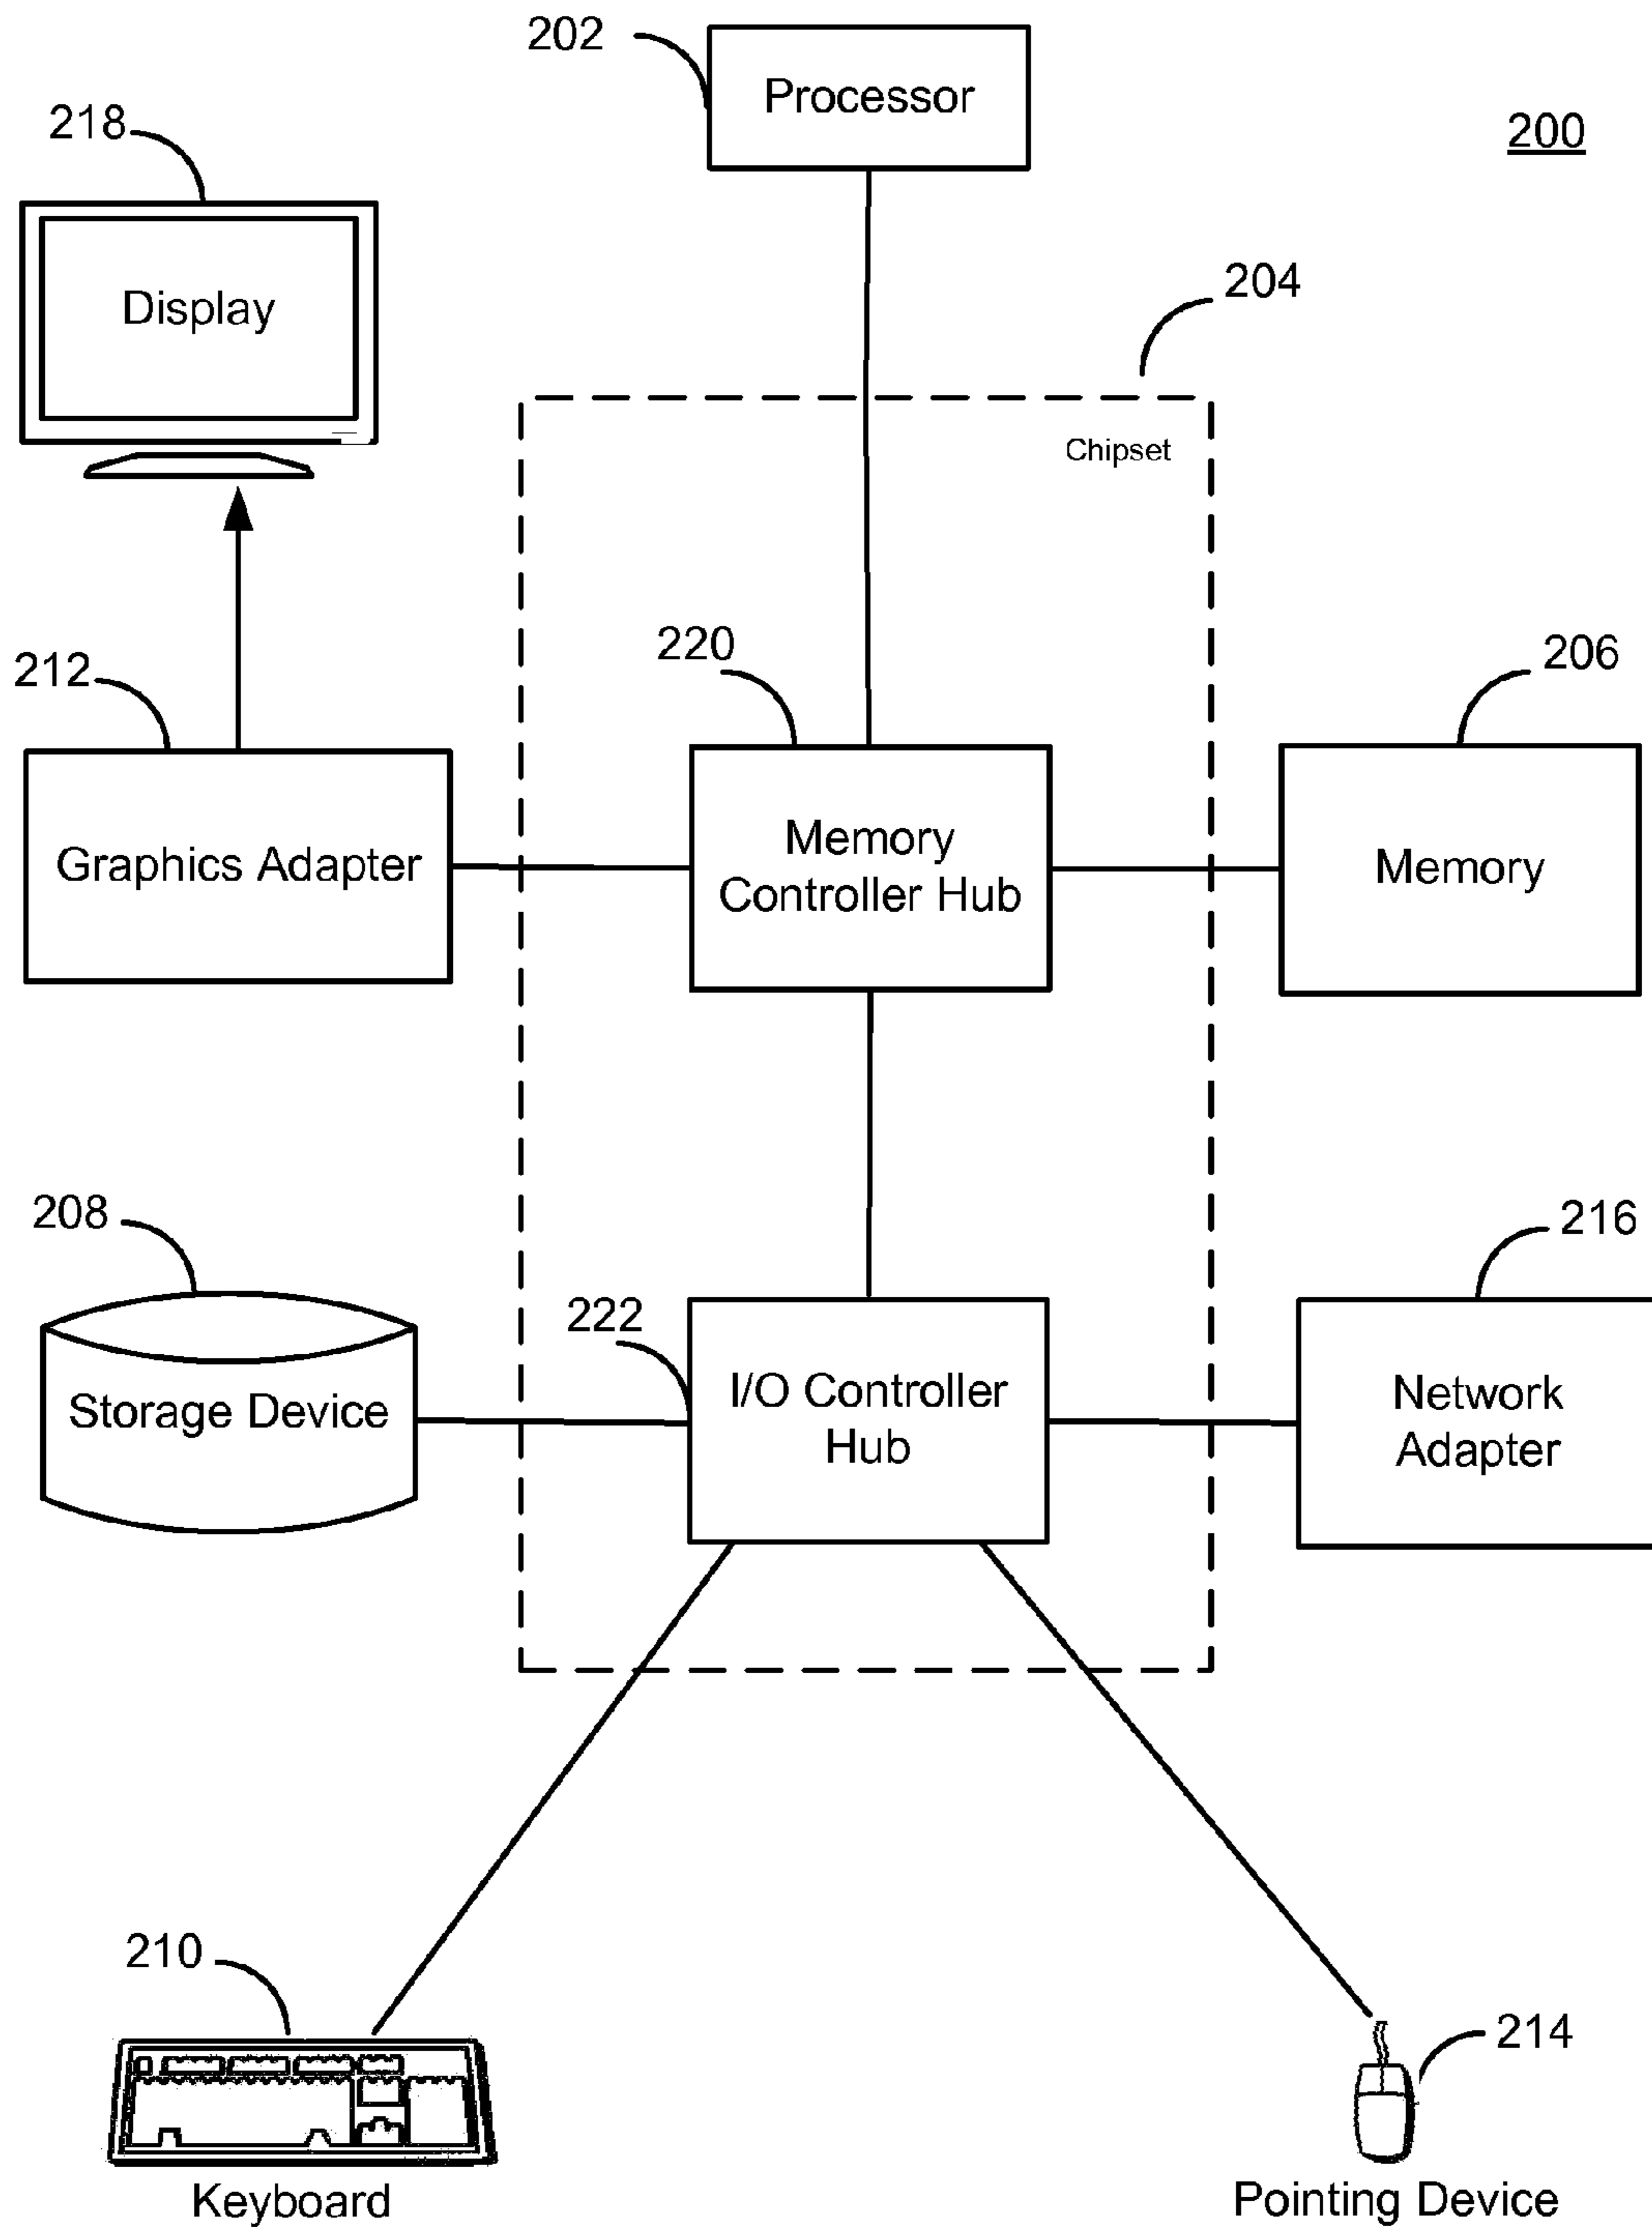 202
Processor
200
218
Display
204
Chipset
220
206
212
Memory
Controller Hub
Graphics Adapter
Memory
208
216
222
I/O Controller
Hub
Storage Device
Network
Adapter
210
214
Keyboard
Pointing Device